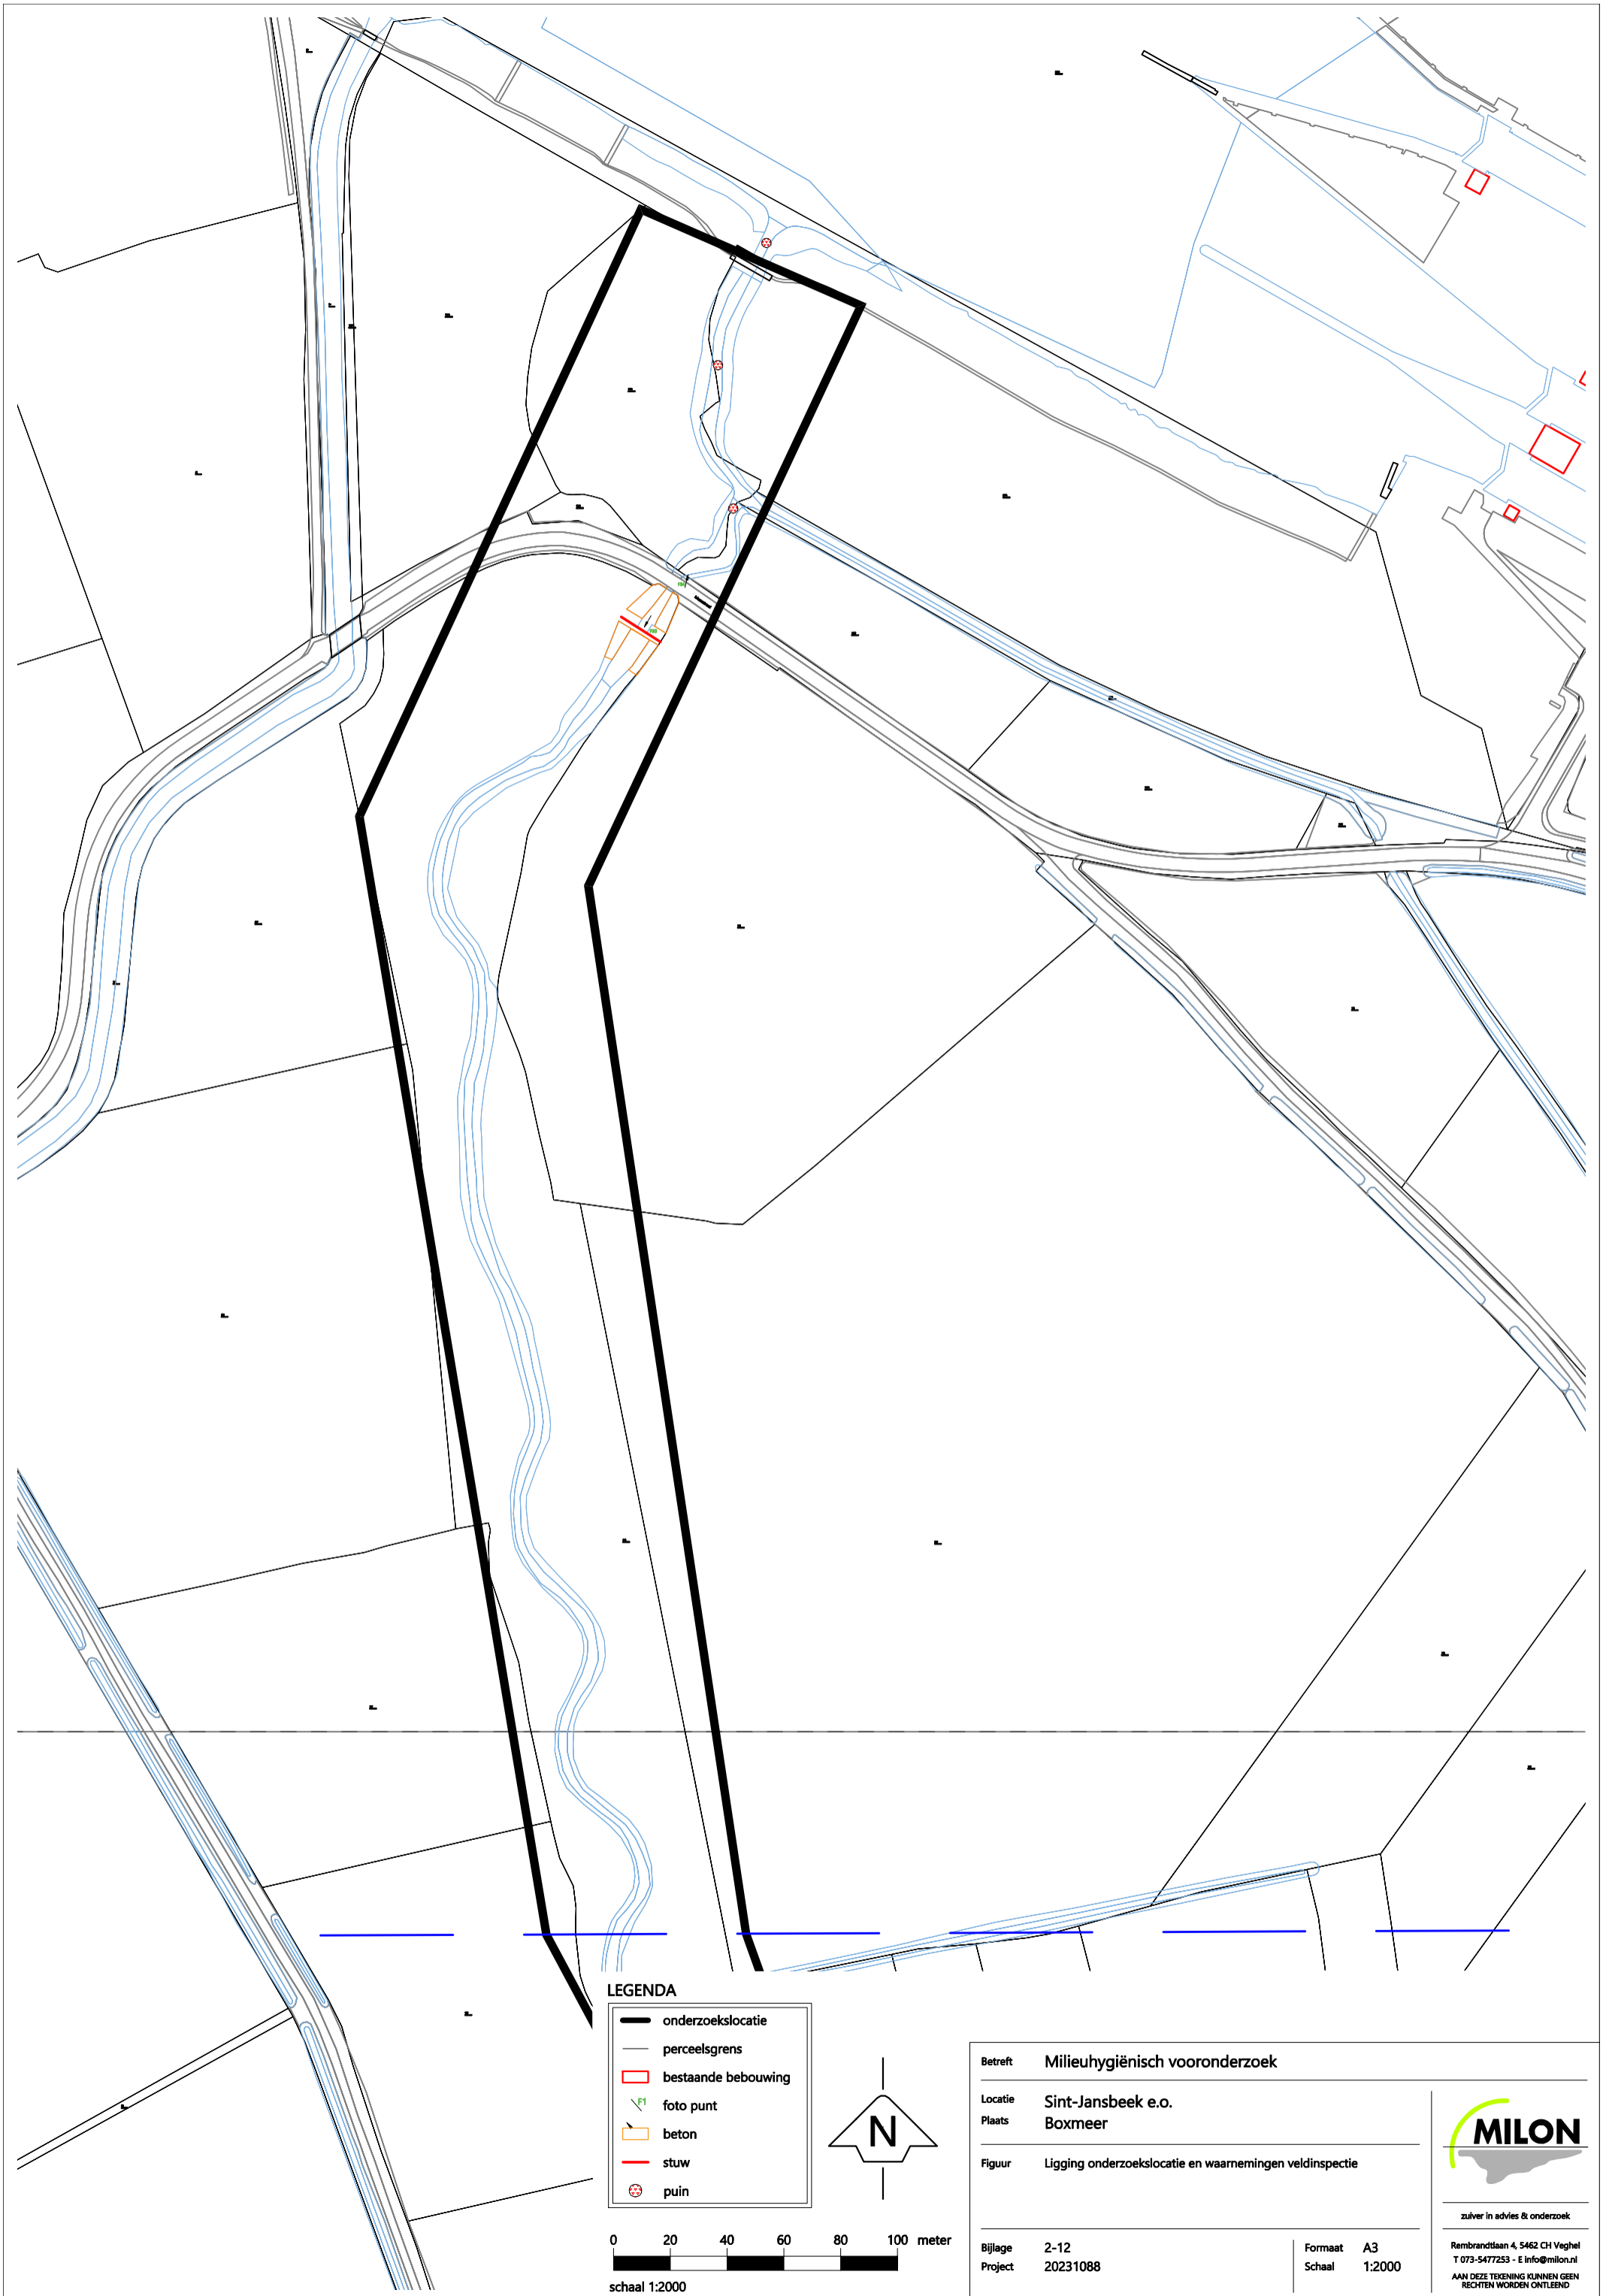 LEGENDA
onderzoekslocatie
perceelsgrens
bestaande bebouwing
F1 foto punt
beton
stuw
puin
0 20 40 60 80 100 meter
schaal 1:2000
N
Betreft Milieuhygiënisch vooronderzoek
Locatie Sint-Jansbeek e.o.
Plaats Boxmeer
Figuur Ligging onderzoekslocatie en waarnemingen veldinspectie
Bijlage 2-12
Project 20231088
Formaat A3
Schaal 1:2000
MILON
zuiver in advies & onderzoek
Rembrandtlaan 4, 5462 CH Veghel
T 073-5477253 - E info@milon.nl
AAN DEZE TEKENING KUNNEN GEEN
RECHTEN WORDEN ONTLEEND